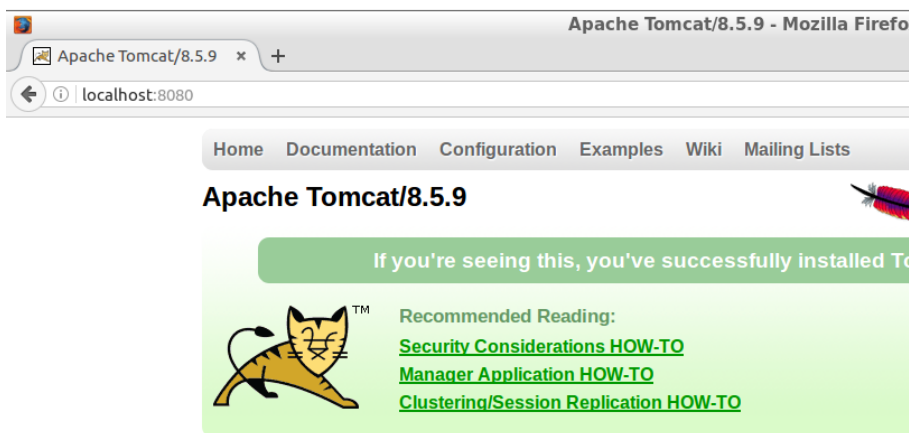 Apache Tomcat/8.5.9 - Mozilla Firefo
Apache Tomcat/8.5.9
localhost:8080
Home Documentation Configuration Examples Wiki Mailing Lists
Apache Tomcat/8.5.9
If you're seeing this, you've successfully installed To
TM
Recommended Reading:
Security Considerations HOW-TO
Manager Application HOW-TO
Clustering/Session Replication HOW-TO